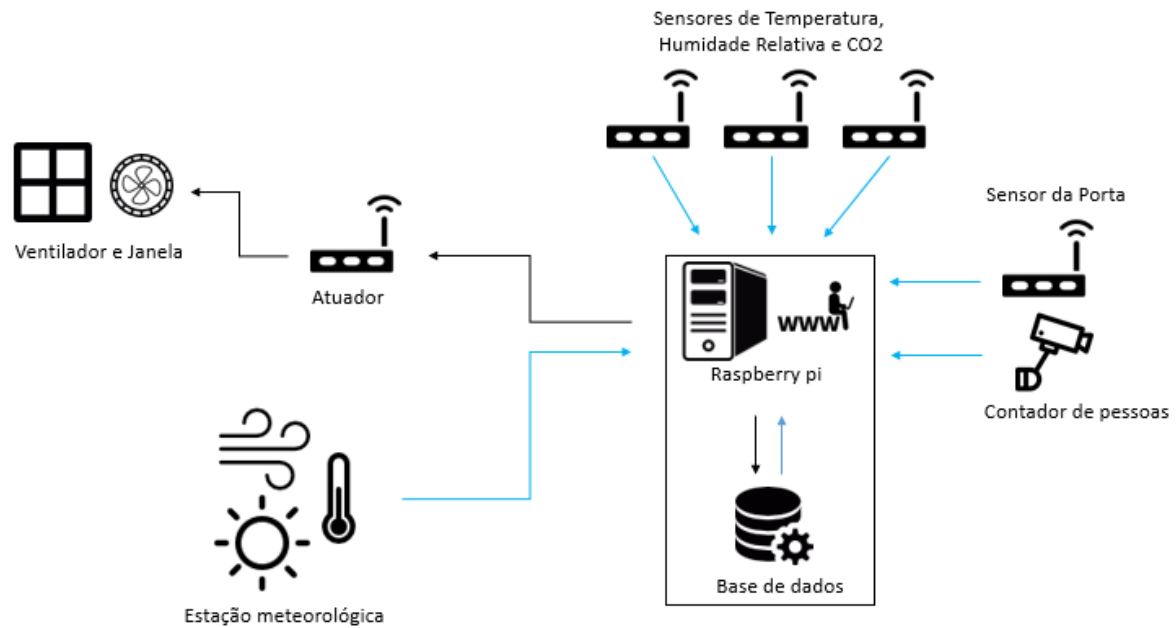 Sensores de Temperatura,
Humidade Relativa e CO2
Sensor da Porta
Ventilador e Janela
Atuador
www
Raspberry pi
Contador de pessoas
Base de dados
Estação meteorológica